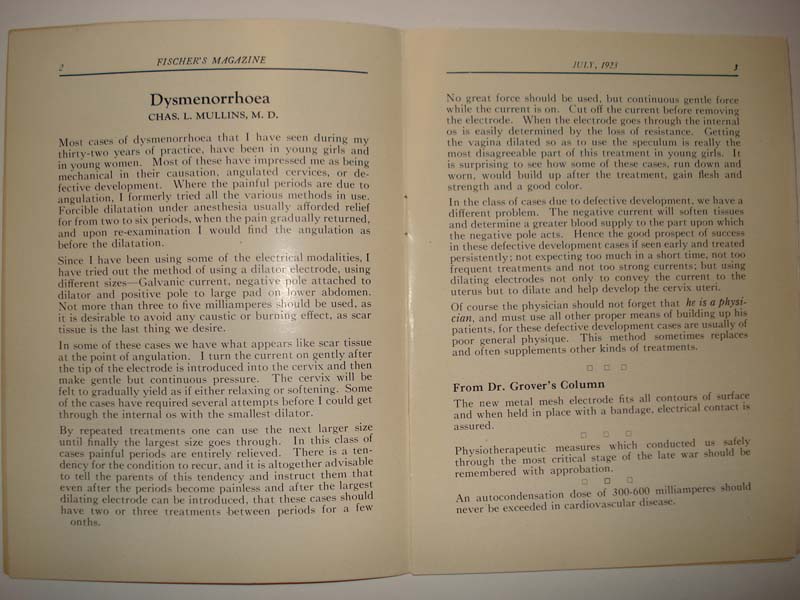 2
FISCHER'S MAGAZINE
Dysmenorrhoea
CHAS. L. MULLINS, M. D.
Most cases of dysmenorrhoea that I have seen during my
thirty-two years of practice, have been in young girls and
in young women. Most of these have impressed me as being
mechanical in their causation, angulated cervices, or de-
fective development. Where the painful periods are due to
angulation, I formerly tried all the various methods in use.
Forcible dilatation under anesthesia usually afforded relief
for from two to six periods, when the pain gradually returned,
and upon re-examination I would find the angulation as
before the dilatation.
Since I have been using some of the electrical modalities, I
have tried out the method of using a dilator electrode, using
different sizes—Galvanic current, negative pole attached to
dilator and positive pole to large pad on lower abdomen.
Not more than three to five milliamperes should be used, as
it is desirable to avoid any caustic or burning effect, as scar
tissue is the last thing we desire.
In some of these cases we have what appears like scar tissue
at the point of angulation. I turn the current on gently after
the tip of the electrode is introduced into the cervix and then
make gentle but continuous pressure. The cervix will be
felt to gradually yield as if either relaxing or softening. Some
of the cases have required several attempts before I could get
through the internal os with the smallest dilator.
By repeated treatments one can use the next larger size
until finally the largest size goes through. In this class of
cases painful periods are entirely relieved. There is a ten-
dency for the condition to recur, and it is altogether advisable
to tell the parents of this tendency and instruct them that
even after the periods become painless and after the largest
dilating electrode can be introduced, that these cases should
have two or three treatments between periods for a few
onths.
JULY, 1923
3
No great force should be used, but continuous gentle force
while the current is on. Cut off the current before removing
the electrode. When the electrode goes through the internal
os is easily determined by the loss of resistance. Getting
the vagina dilated so as to use the speculum is really the
most disagreeable part of this treatment in young girls. It
is surprising to see how some of these cases, run down and
worn, would build up after the treatment, gain flesh and
strength and a good color.
In the class of cases due to defective development, we have a
different problem. The negative current will soften tissues
and determine a greater blood supply to the part upon which
the negative pole acts. Hence the good prospect of success
in these defective development cases if seen early and treated
persistently; not expecting too much in a short time, not too
frequent treatments and not too strong currents; but using
dilating electrodes not only to convey the current to the
uterus but to dilate and help develop the cervix uteri.
Of course the physician should not forget that he is a physi-
cian, and must use all other proper means of building up his
patients, for these defective development cases are usually of
poor general physique. This method sometimes replaces
and often supplements other kinds of treatments.
From Dr. Grover's Column
The new metal mesh electrode fits all contours of surface
and when held in place with a bandage, electrical contact is
assured.
Physiotherapeutic measures which conducted us safely
through the most critical stage of the late war should be
remembered with approbation.
An autocondensation dose of 300-600 milliamperes should
never be exceeded in cardiovascular disease.